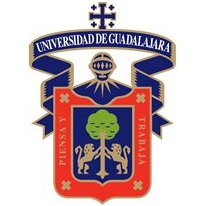 UNIVERSIDAD DE GUADALAJARA
PIENSA Y
TRABAJA